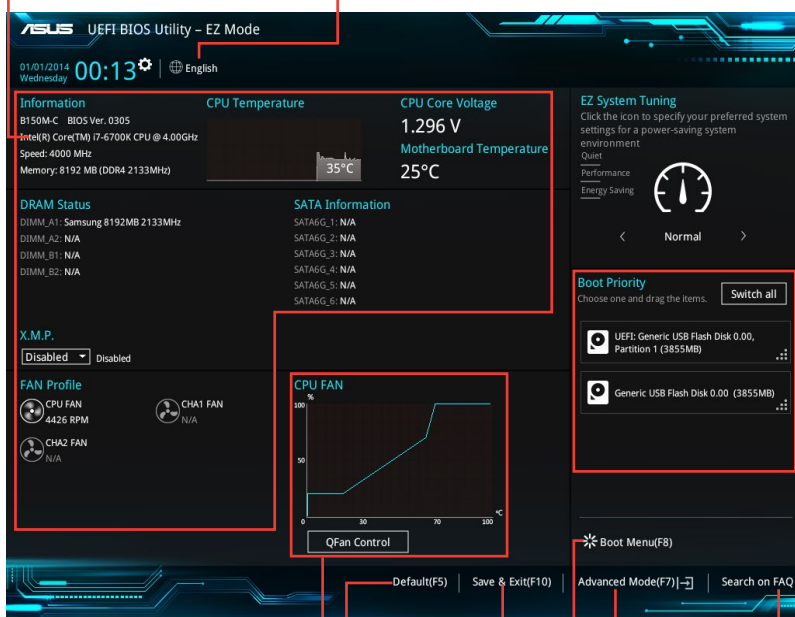 ASUS UEFI BIOS Utility – EZ Mode
01/01/2014
Wednesday
00:13
English
Information
B150M-C BIOS Ver. 0305
Intel(R) Core(TM) i7-6700K CPU @ 4.00GHz
Speed: 4000 MHz
Memory: 8192 MB (DDR4 2133MHz)
CPU Temperature
35°C
CPU Core Voltage
1.296 V
Motherboard Temperature
25°C
EZ System Tuning
Click the icon to specify your preferred system
settings for a power-saving system
environment
Quiet
Performance
Energy Saving
< Normal >
DRAM Status
DIMM_A1: Samsung 8192MB 2133MHz
DIMM_A2: N/A
DIMM_B1: N/A
DIMM_B2: N/A
SATA Information
SATA6G_1: N/A
SATA6G_2: N/A
SATA6G_3: N/A
SATA6G_4: N/A
SATA6G_5: N/A
SATA6G_6: N/A
Boot Priority
Choose one and drag the items.
Switch all
UEFI: Generic USB Flash Disk 0.00,
Partition 1 (3855MB)
Generic USB Flash Disk 0.00 (3855MB)
X.M.P.
Disabled
Disabled
FAN Profile
CPU FAN
4426 RPM
CHA1 FAN
N/A
CHA2 FAN
N/A
CPU FAN
%
100
50
0
30
70
100
°C
QFan Control
Boot Menu(F8)
Default(F5)
Save & Exit(F10)
Advanced Mode(F7)
Search on FAQ